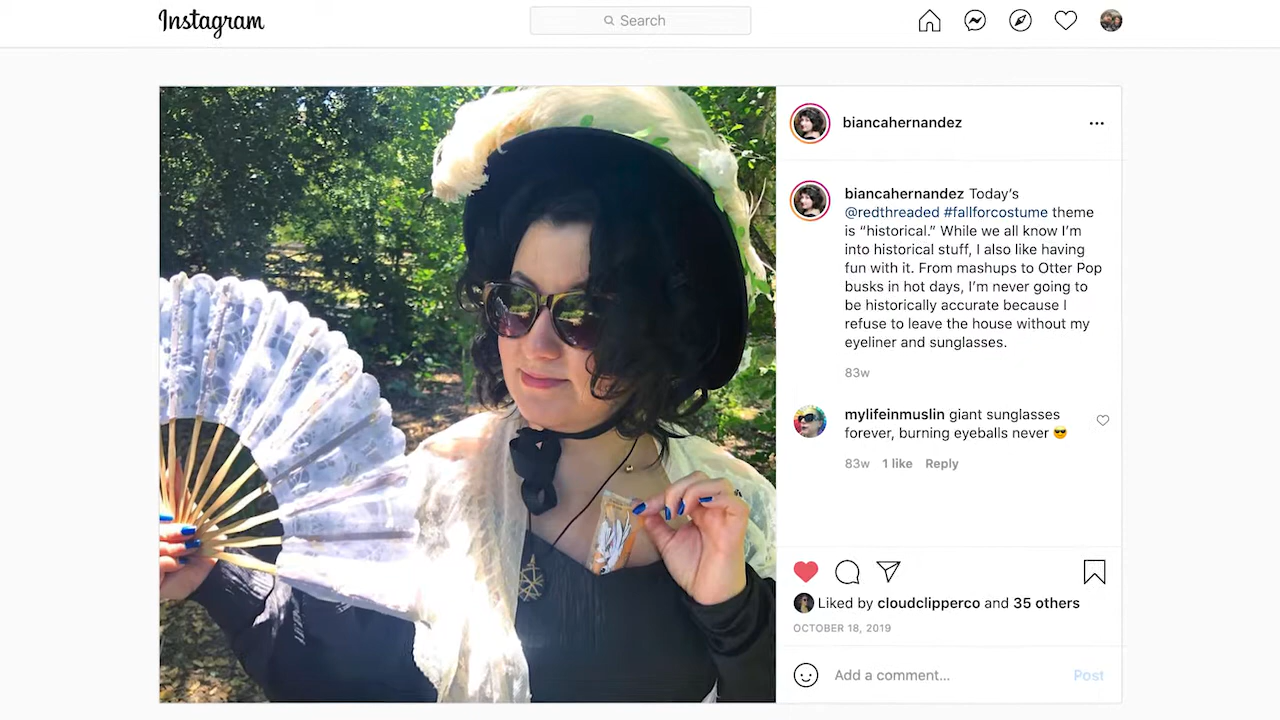 Instagram
Search
biancahernandez
biancahernandez Today’s
@redthreaded #fallforcostume theme
is “historical.” While we all know I’m
into historical stuff, I also like having
fun with it. From mashups to Otter Pop
busks in hot days, I’m never going to
be historically accurate because I
refuse to leave the house without my
eyeliner and sunglasses.
83w
mylifeinmuslin giant sunglasses
forever, burning eyeballs never 😎
83w 1 like Reply
Liked by cloudclipperco and 35 others
OCTOBER 18, 2019
Add a comment... Post